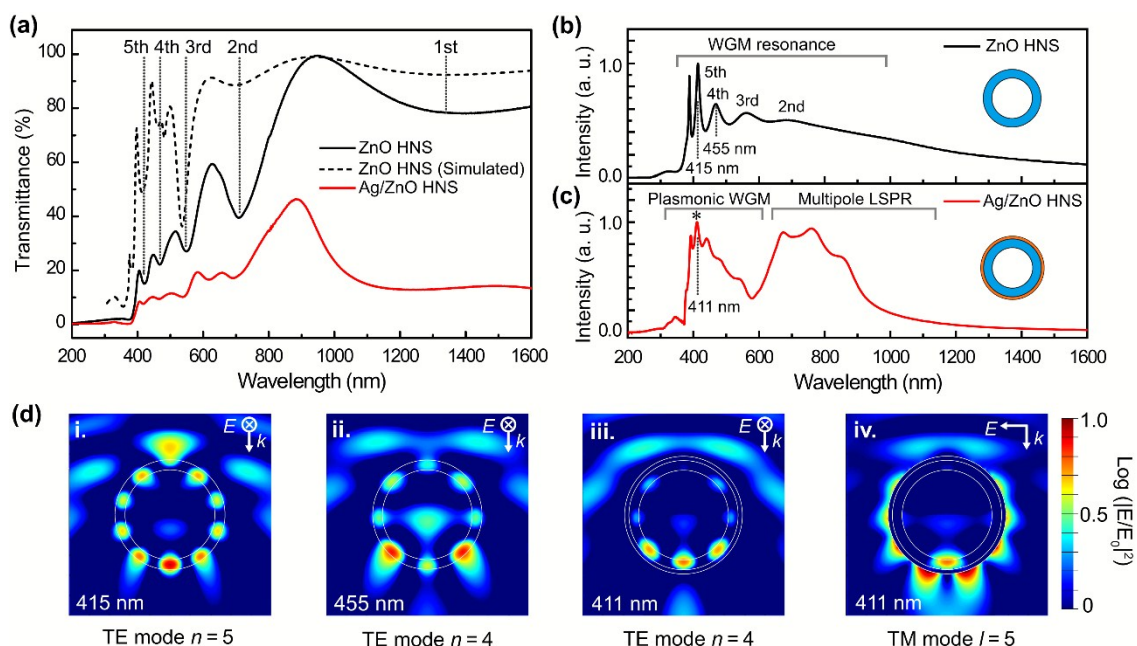 (a)
5th 4th 3rd 2nd 1st
100
80
60
40
20
0
Transmittance (%)
ZnO HNS
ZnO HNS (Simulated)
Ag/ZnO HNS
200 400 600 800 1000 1200 1400 1600
Wavelength (nm)
(b)
WGM resonance
ZnO HNS
5th
4th
3rd
2nd
455 nm
415 nm
1.0
0.0
Intensity (a. u.)
(c)
Plasmonic WGM
Multipole LSPR
Ag/ZnO HNS
*
411 nm
1.0
0.0
Intensity (a. u.)
200 400 600 800 1000 1200 1400 1600
Wavelength (nm)
(d)
i.
E
k
415 nm
TE mode n = 5
ii.
E
k
455 nm
TE mode n = 4
iii.
E
k
411 nm
TE mode n = 4
iv.
E
k
411 nm
TM mode l = 5
1.0
0.5
0
Log (|E/E₀|²)